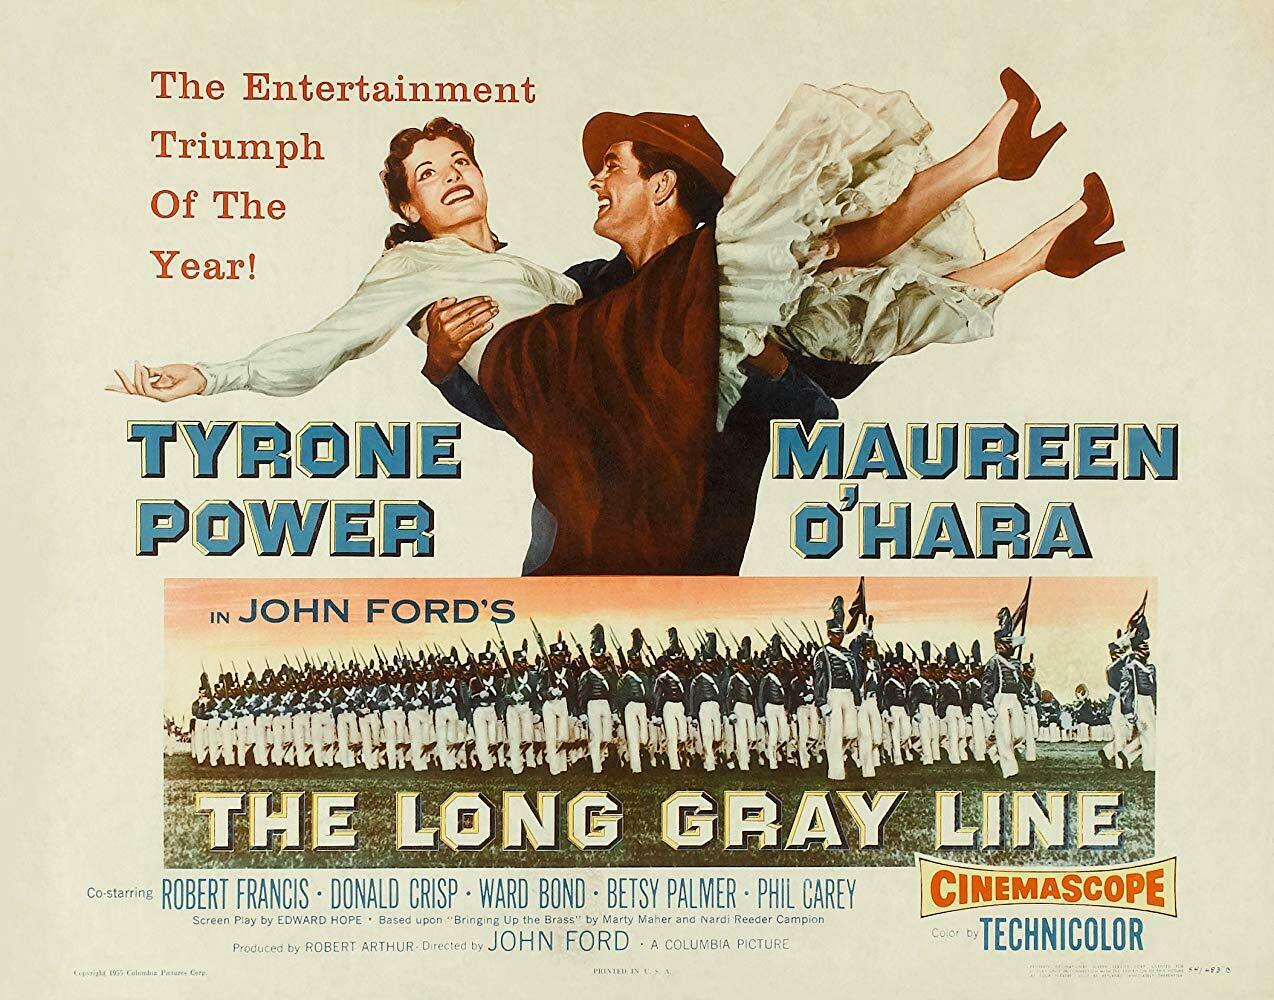 The Entertainment
Triumph
Of The
Year!
TYRONE
POWER
MAUREEN
O'HARA
IN JOHN FORD'S
THE LONG GRAY LINE
Co-starring ROBERT FRANCIS · DONALD CRISP · WARD BOND · BETSY PALMER · PHIL CAREY
Screen Play by EDWARD HOPE · Based upon "Bringing Up the Brass" by Marty Maher and Nardi Reeder Campion
Produced by ROBERT ARTHUR · Directed by JOHN FORD · A COLUMBIA PICTURE
CINEMASCOPE
Color by TECHNICOLOR
Copyright 1955 Columbia Pictures Corp.
PRINTED IN U. S. A.